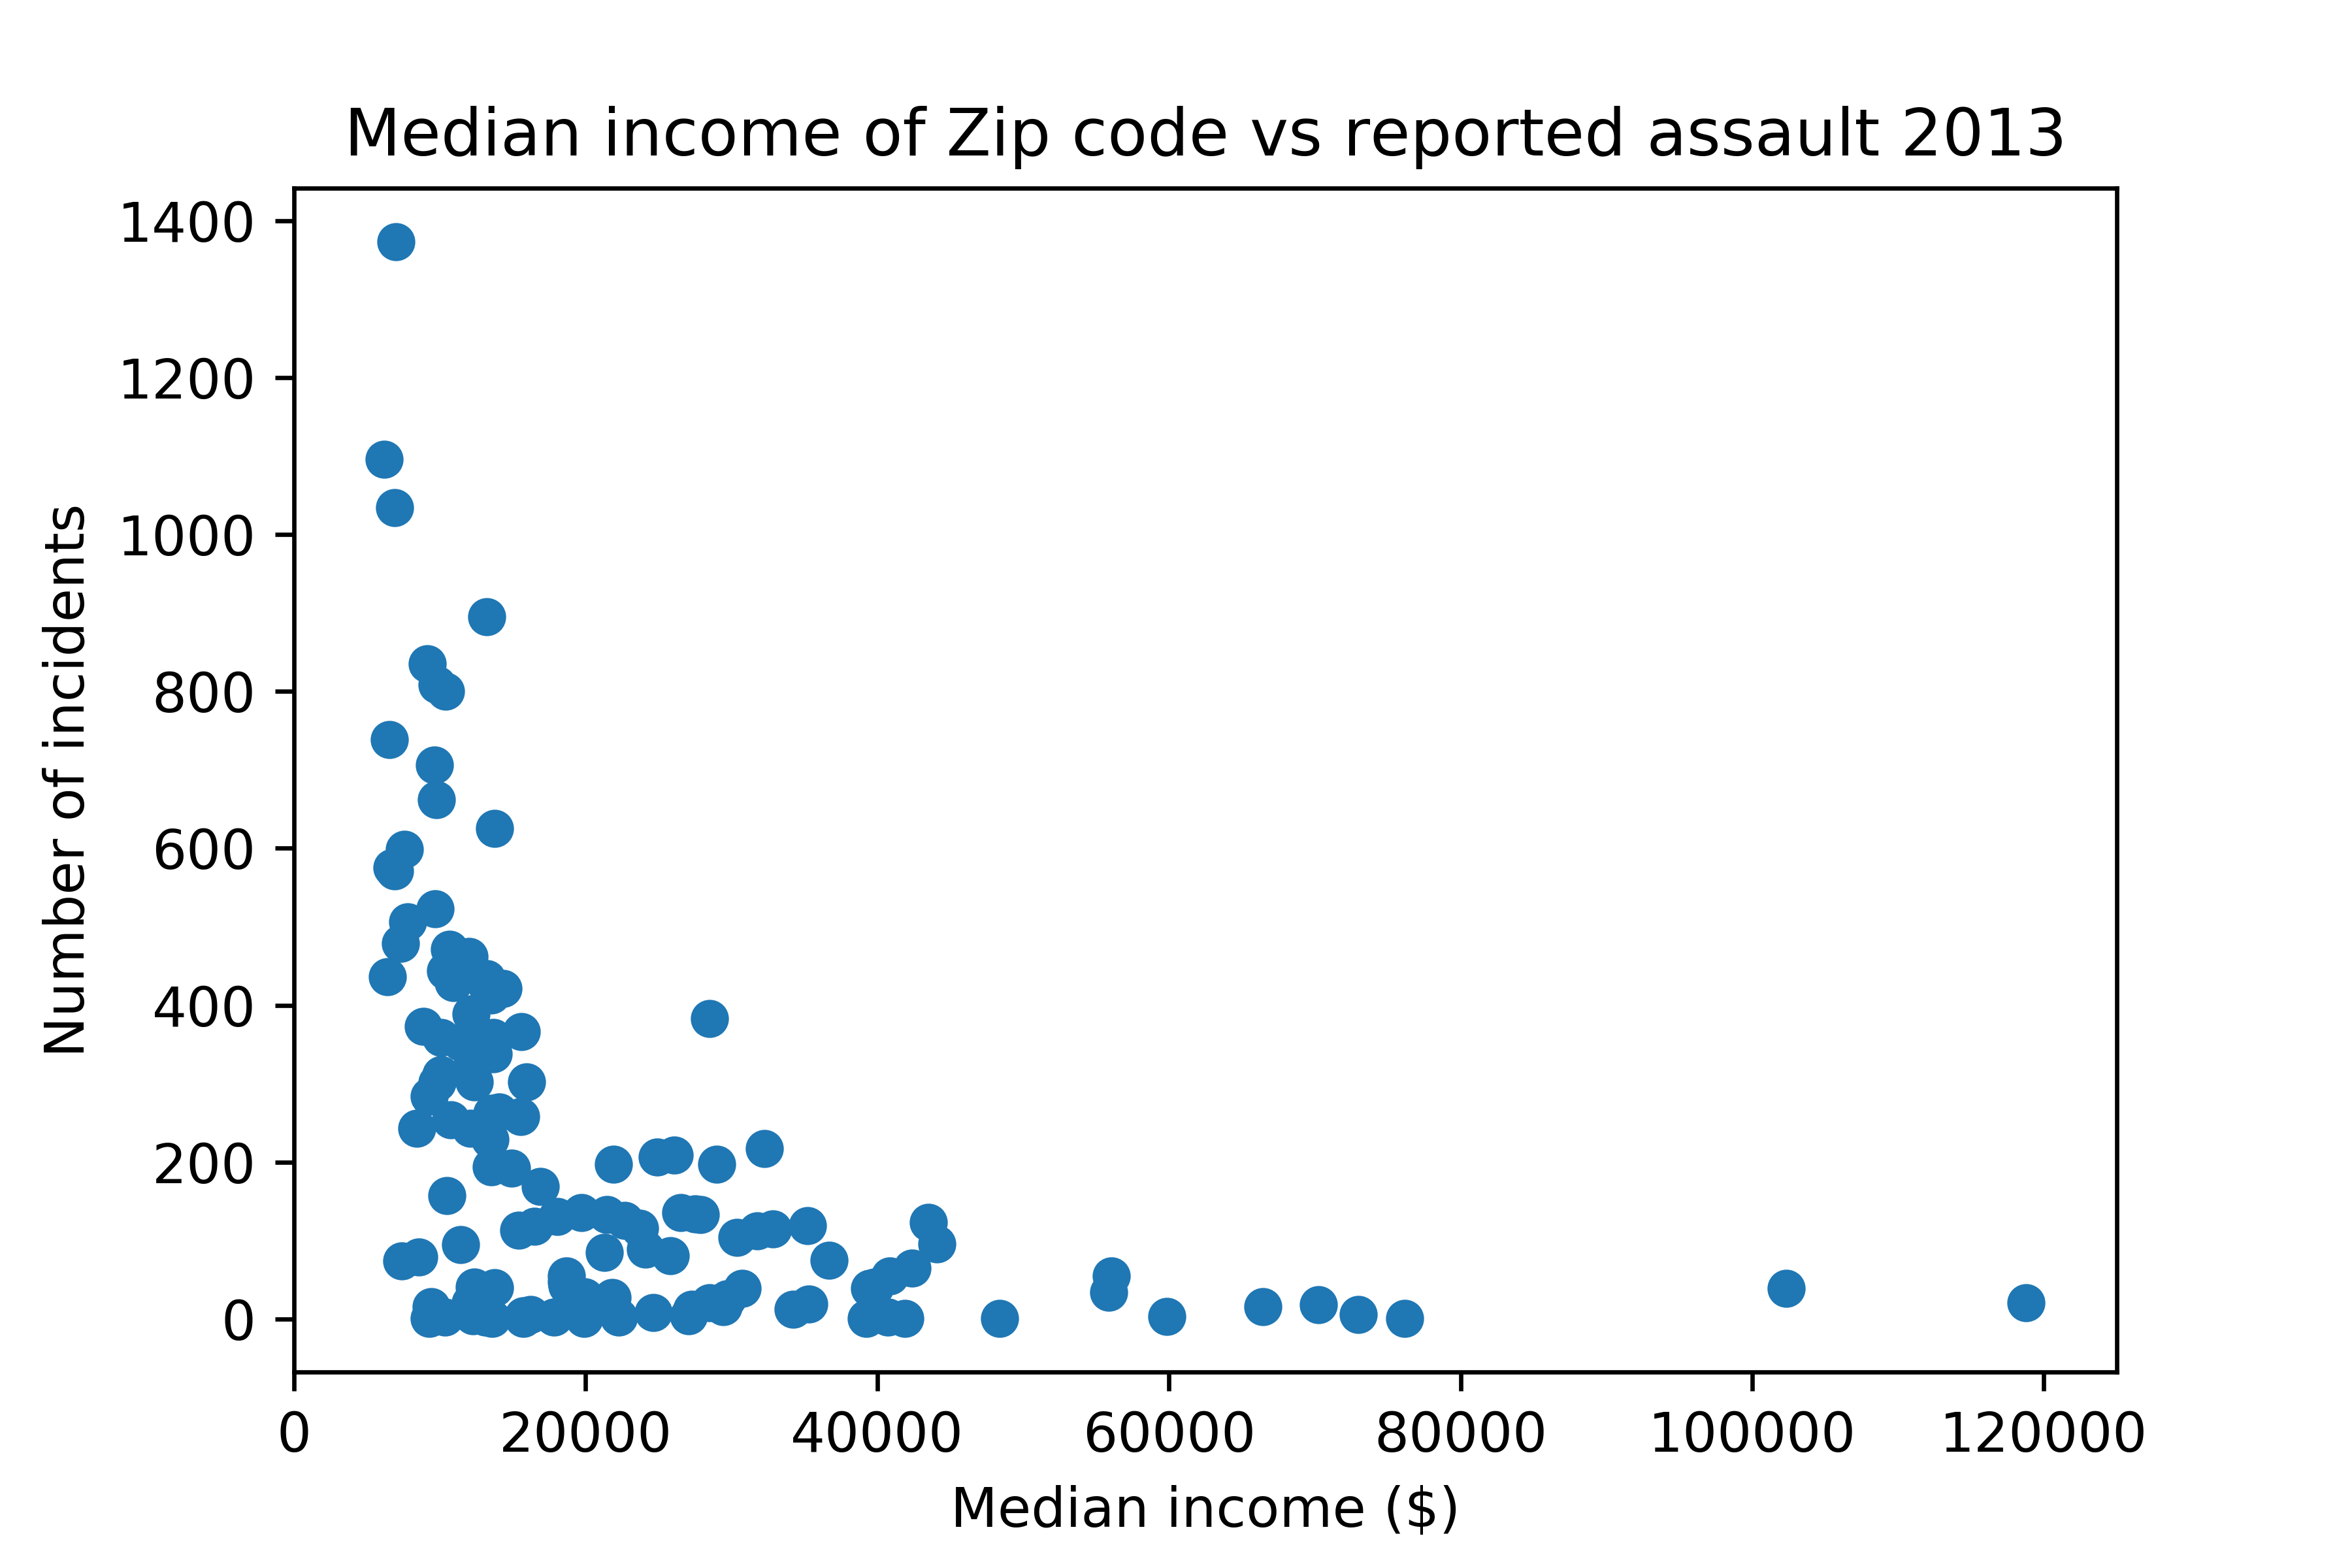 Median income of Zip code vs reported assault 2013
1400
1200
1000
800
600
400
200
0
Number of incidents
0 20000 40000 60000 80000 100000 120000
Median income ($)